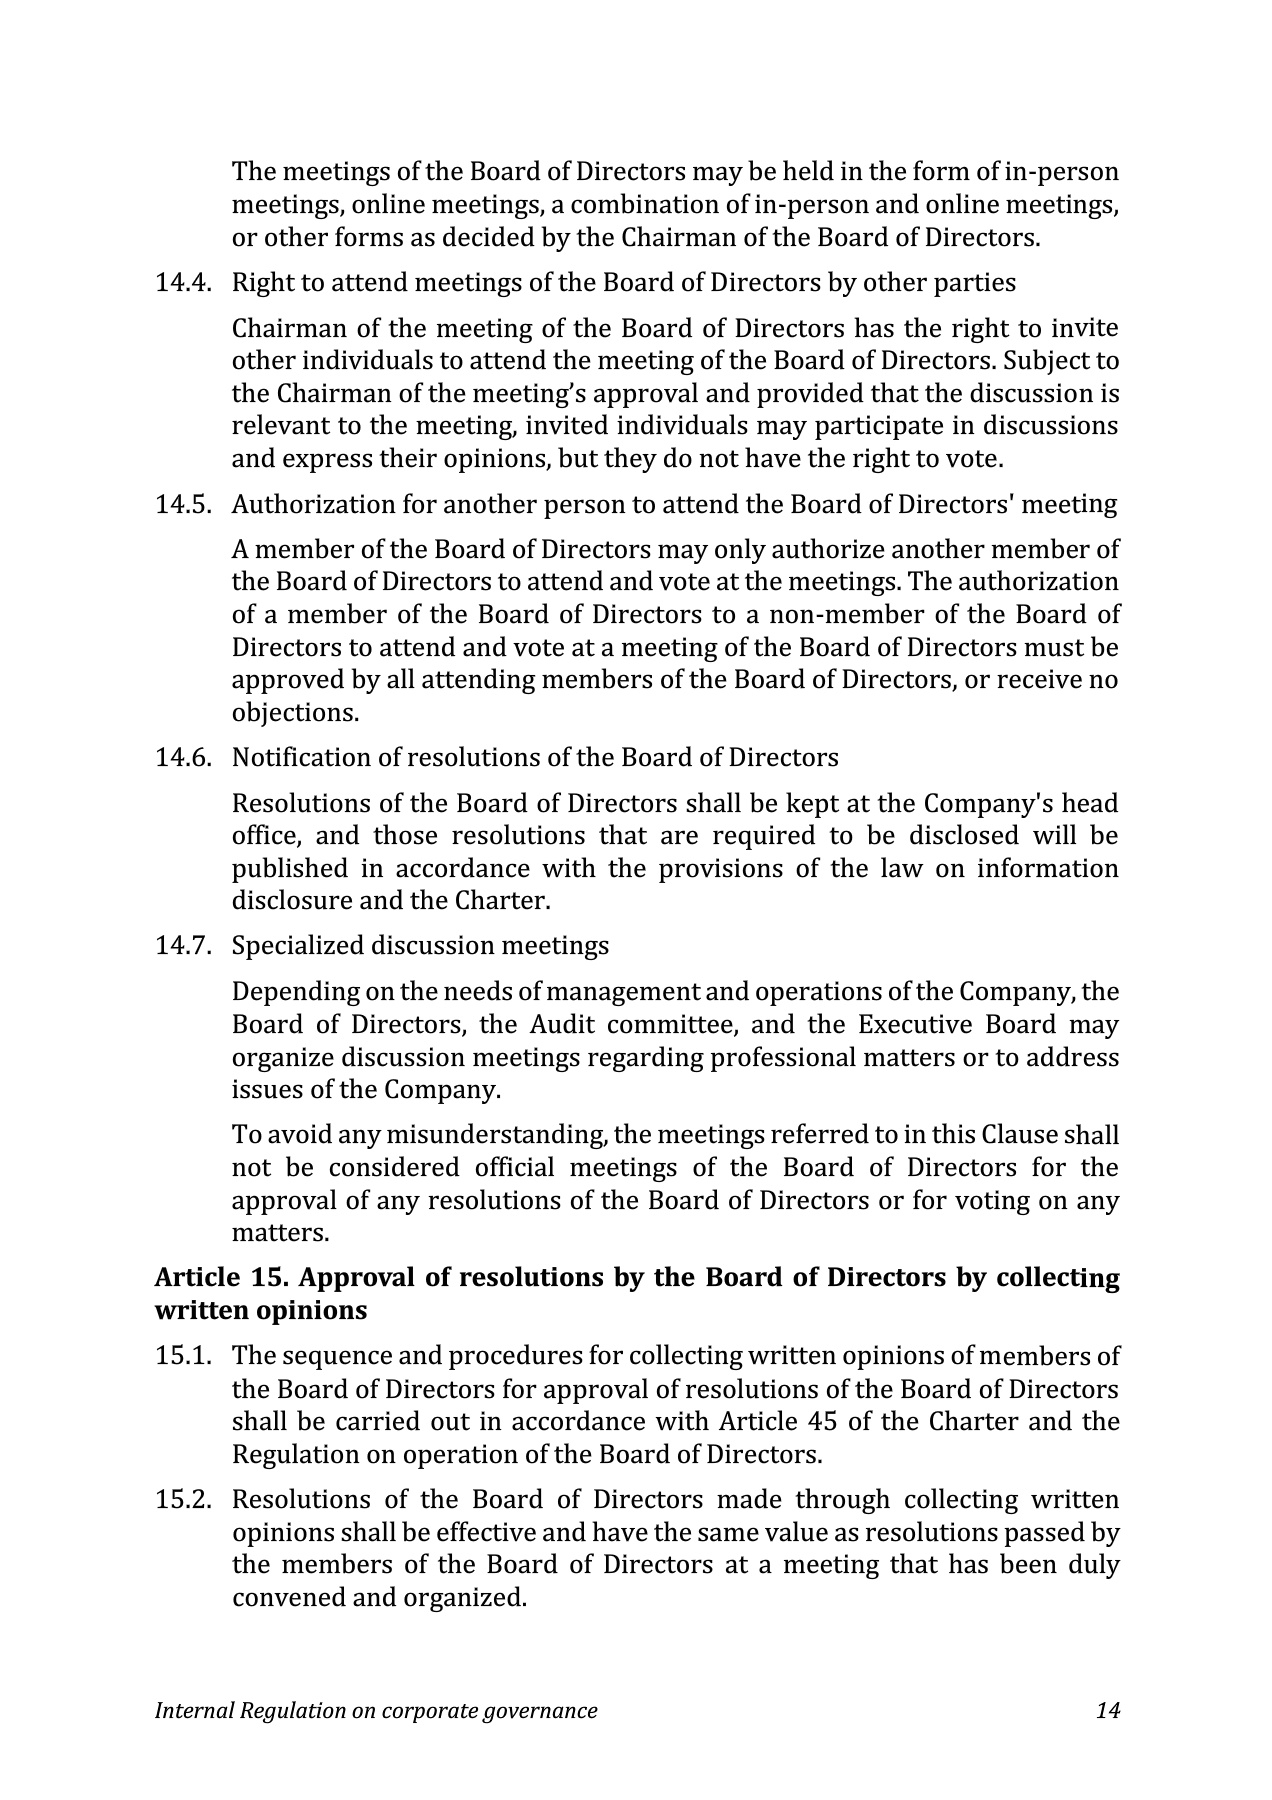 The meetings of the Board of Directors may be held in the form of in-person
meetings, online meetings, a combination of in-person and online meetings,
or other forms as decided by the Chairman of the Board of Directors.
14.4. Right to attend meetings of the Board of Directors by other parties
Chairman of the meeting of the Board of Directors has the right to invite
other individuals to attend the meeting of the Board of Directors. Subject to
the Chairman of the meeting’s approval and provided that the discussion is
relevant to the meeting, invited individuals may participate in discussions
and express their opinions, but they do not have the right to vote.
14.5. Authorization for another person to attend the Board of Directors' meeting
A member of the Board of Directors may only authorize another member of
the Board of Directors to attend and vote at the meetings. The authorization
of a member of the Board of Directors to a non-member of the Board of
Directors to attend and vote at a meeting of the Board of Directors must be
approved by all attending members of the Board of Directors, or receive no
objections.
14.6. Notification of resolutions of the Board of Directors
Resolutions of the Board of Directors shall be kept at the Company's head
office, and those resolutions that are required to be disclosed will be
published in accordance with the provisions of the law on information
disclosure and the Charter.
14.7. Specialized discussion meetings
Depending on the needs of management and operations of the Company, the
Board of Directors, the Audit committee, and the Executive Board may
organize discussion meetings regarding professional matters or to address
issues of the Company.
To avoid any misunderstanding, the meetings referred to in this Clause shall
not be considered official meetings of the Board of Directors for the
approval of any resolutions of the Board of Directors or for voting on any
matters.
Article 15. Approval of resolutions by the Board of Directors by collecting
written opinions
15.1. The sequence and procedures for collecting written opinions of members of
the Board of Directors for approval of resolutions of the Board of Directors
shall be carried out in accordance with Article 45 of the Charter and the
Regulation on operation of the Board of Directors.
15.2. Resolutions of the Board of Directors made through collecting written
opinions shall be effective and have the same value as resolutions passed by
the members of the Board of Directors at a meeting that has been duly
convened and organized.
Internal Regulation on corporate governance 14